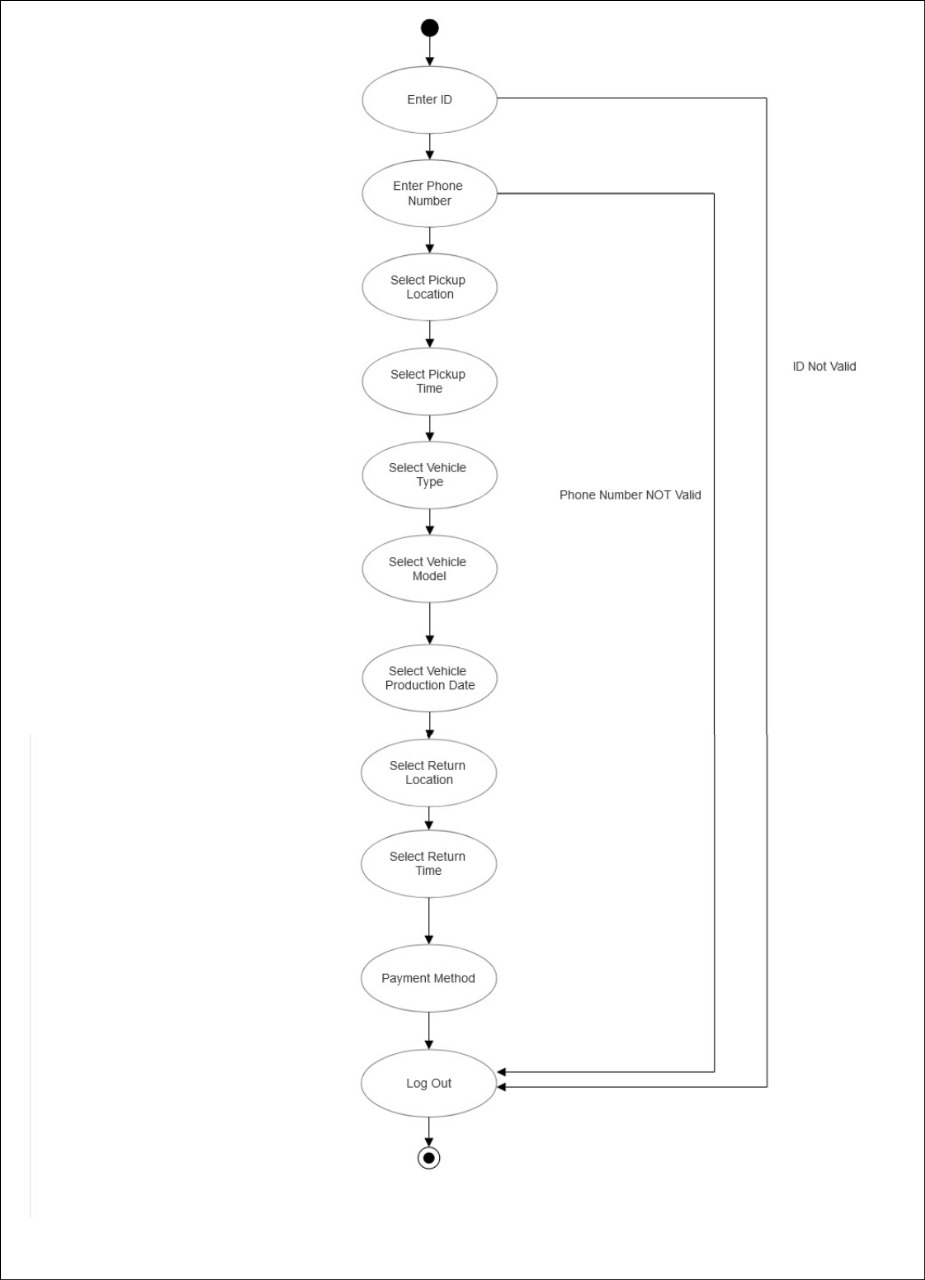 Enter ID
Enter Phone
Number
Select Pickup
Location
Select Pickup
Time
ID Not Valid
Select Vehicle
Type
Phone Number NOT Valid
Select Vehicle
Model
Select Vehicle
Production Date
Select Return
Location
Select Return
Time
Payment Method
Log Out